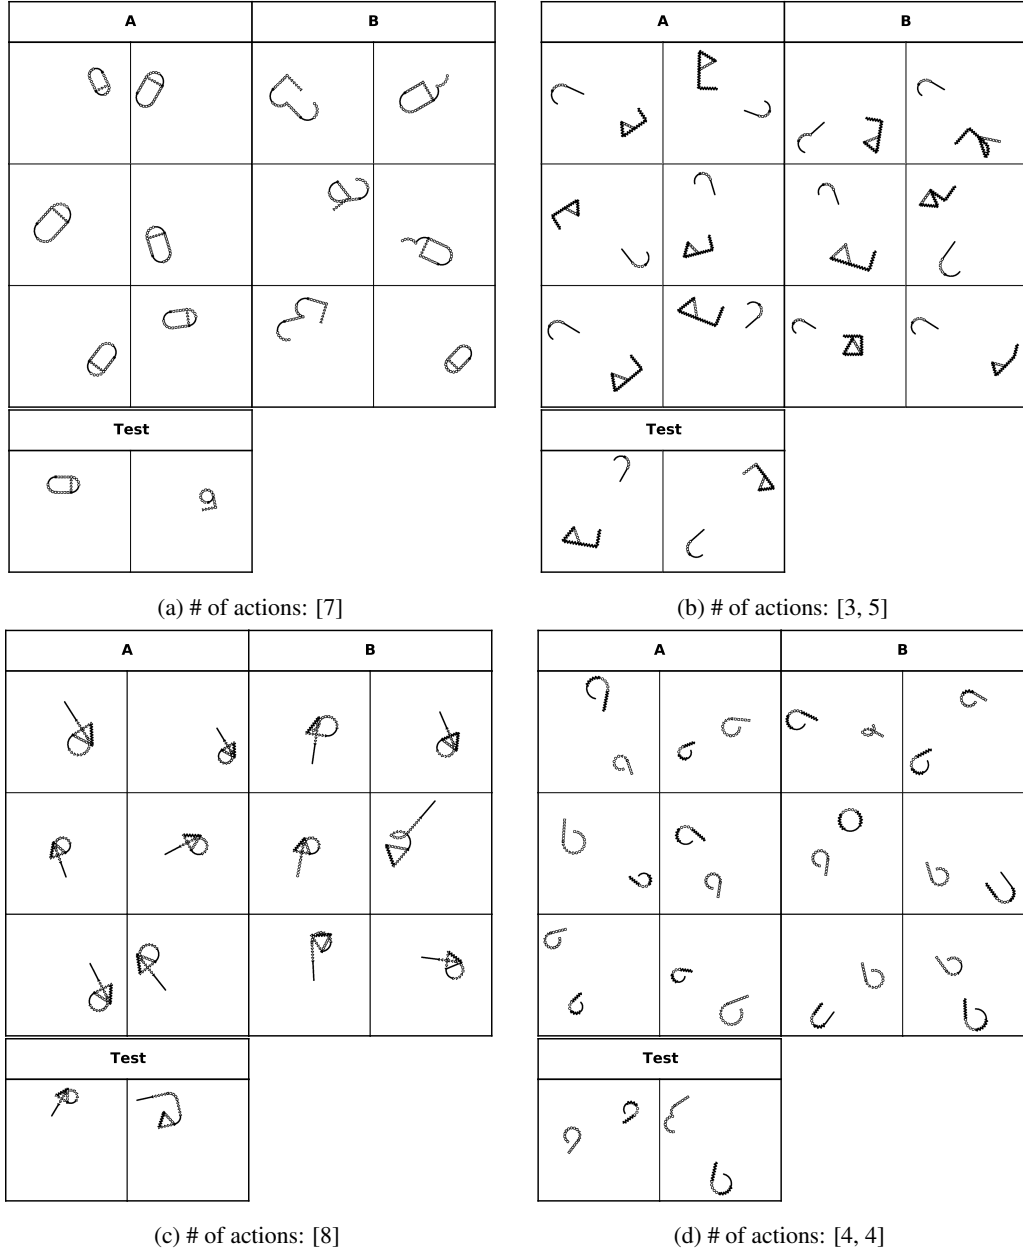 A B A B
Test Test
(a) # of actions: [7] (b) # of actions: [3, 5]
A B A B
Test Test
(c) # of actions: [8] (d) # of actions: [4, 4]